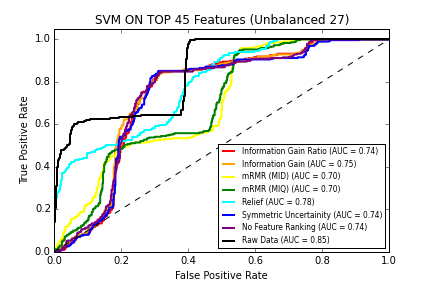 SVM ON TOP 45 Features (Unbalanced 27)
True Positive Rate
1.0
0.8
0.6
0.4
0.2
0.0
0.0 0.2 0.4 0.6 0.8 1.0
False Positive Rate
Information Gain Ratio (AUC = 0.74)
Information Gain (AUC = 0.75)
mRMR (MID) (AUC = 0.70)
mRMR (MIQ) (AUC = 0.70)
Relief (AUC = 0.78)
Symmetric Uncertainity (AUC = 0.74)
No Feature Ranking (AUC = 0.74)
Raw Data (AUC = 0.85)